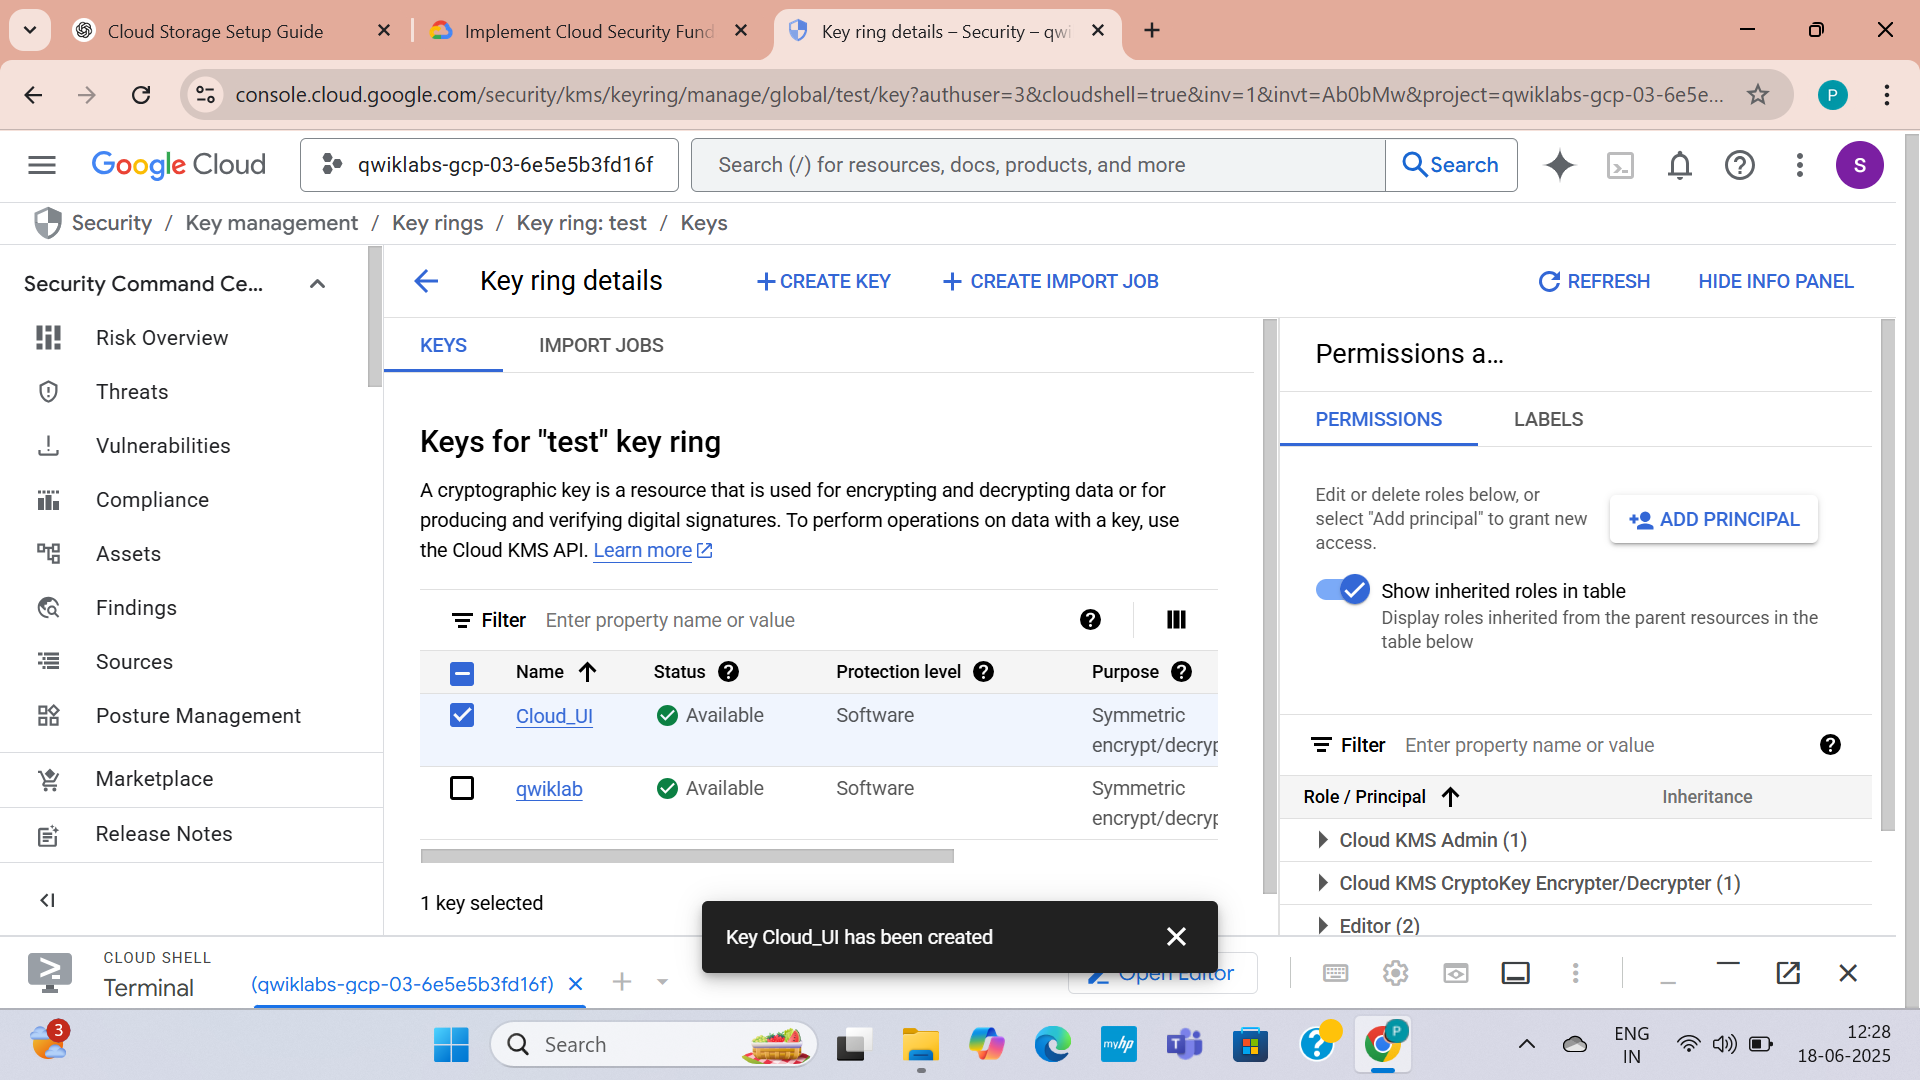 Cloud Storage Setup Guide
Implement Cloud Security Fund
Key ring details – Security – qwi
console.cloud.google.com/security/kms/keyring/manage/global/test/key?authuser=3&cloudshell=true&inv=1&invt=Ab0bMw&project=qwiklabs-gcp-03-6e5e...
P
Google Cloud
qwiklabs-gcp-03-6e5e5b3fd16f
Search (/) for resources, docs, products, and more
Search
S
Security / Key management / Key rings / Key ring: test / Keys
Security Command Ce...
Risk Overview
Threats
Vulnerabilities
Compliance
Assets
Findings
Sources
Posture Management
Marketplace
Release Notes
Key ring details
CREATE KEY
CREATE IMPORT JOB
REFRESH
HIDE INFO PANEL
KEYS
IMPORT JOBS
Keys for "test" key ring
A cryptographic key is a resource that is used for encrypting and decrypting data or for
producing and verifying digital signatures. To perform operations on data with a key, use
the Cloud KMS API. Learn more
Filter Enter property name or value
Name Status Protection level Purpose
Cloud_UI Available Software Symmetric
encrypt/decryp
qwiklab Available Software Symmetric
encrypt/decryp
1 key selected
Permissions a...
PERMISSIONS
LABELS
Edit or delete roles below, or
select "Add principal" to grant new
access.
ADD PRINCIPAL
Show inherited roles in table
Display roles inherited from the parent resources in the
table below
Filter Enter property name or value
Role / Principal Inheritance
Cloud KMS Admin (1)
Cloud KMS CryptoKey Encrypter/Decrypter (1)
Editor (2)
Key Cloud_UI has been created
CLOUD SHELL
Terminal
(qwiklabs-gcp-03-6e5e5b3fd16f)
Open Editor
3
Search
myhp
P
ENG
IN
12:28
18-06-2025